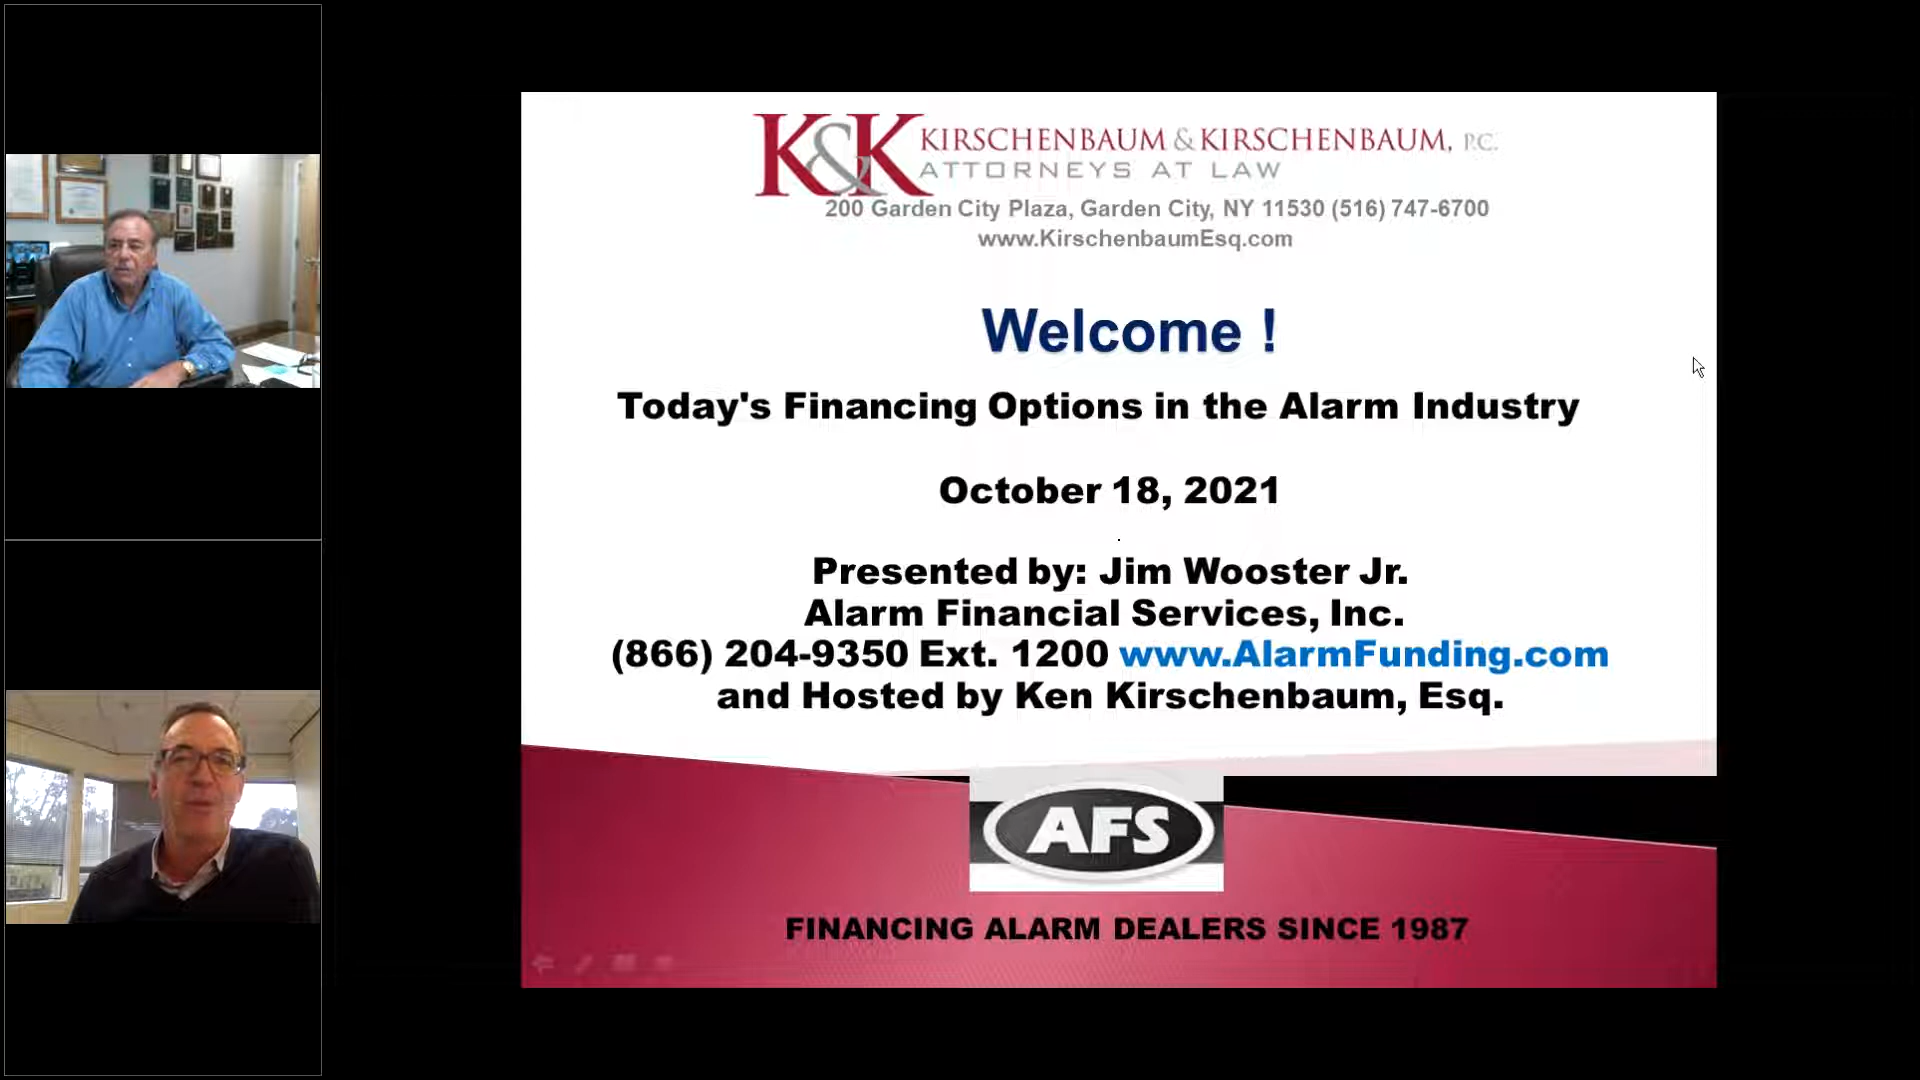 K&K KIRSCHENBAUM & KIRSCHENBAUM, P.C.
ATTORNEYS AT LAW
200 Garden City Plaza, Garden City, NY 11530 (516) 747-6700
www.KirschenbaumEsq.com
Welcome !
Today's Financing Options in the Alarm Industry
October 18, 2021
.
Presented by: Jim Wooster Jr.
Alarm Financial Services, Inc.
(866) 204-9350 Ext. 1200 www.AlarmFunding.com
and Hosted by Ken Kirschenbaum, Esq.
AFS
FINANCING ALARM DEALERS SINCE 1987